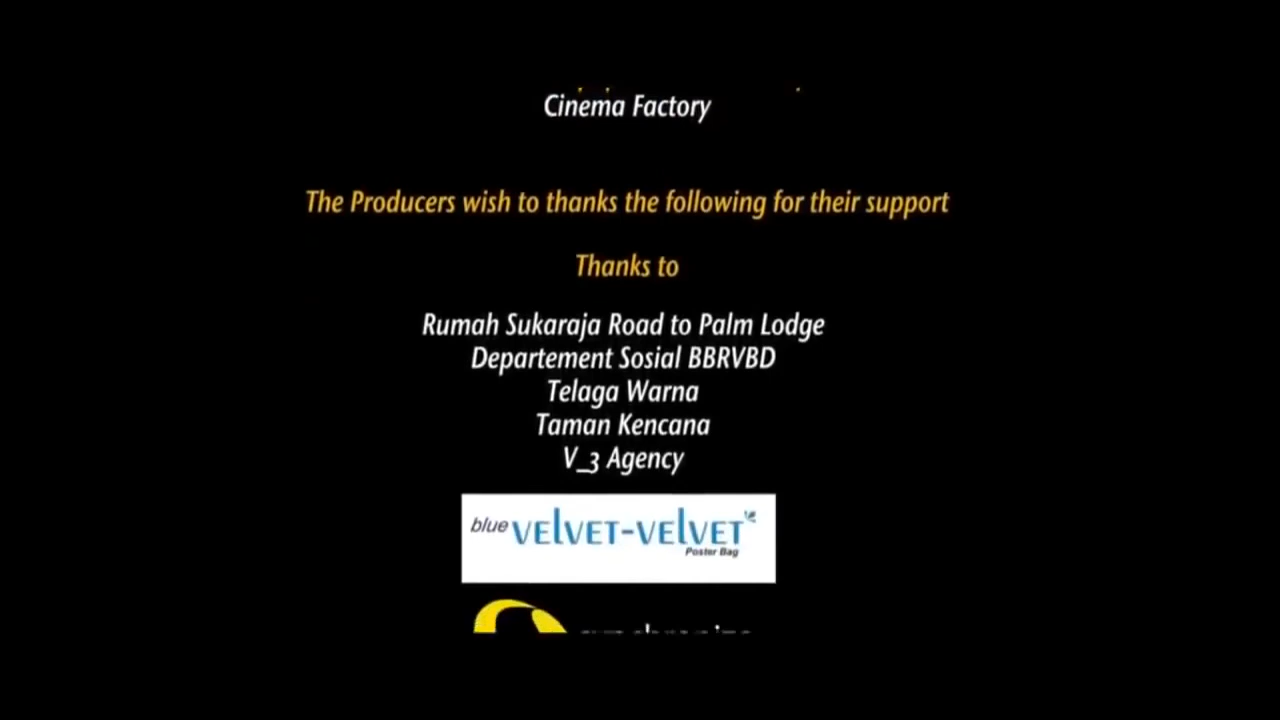 Cinema Factory
The Producers wish to thanks the following for their support
Thanks to
Rumah Sukaraja Road to Palm Lodge
Departement Sosial BBRVBD
Telaga Warna
Taman Kencana
V_3 Agency
blue VELVET-VELVET
Poster Bag